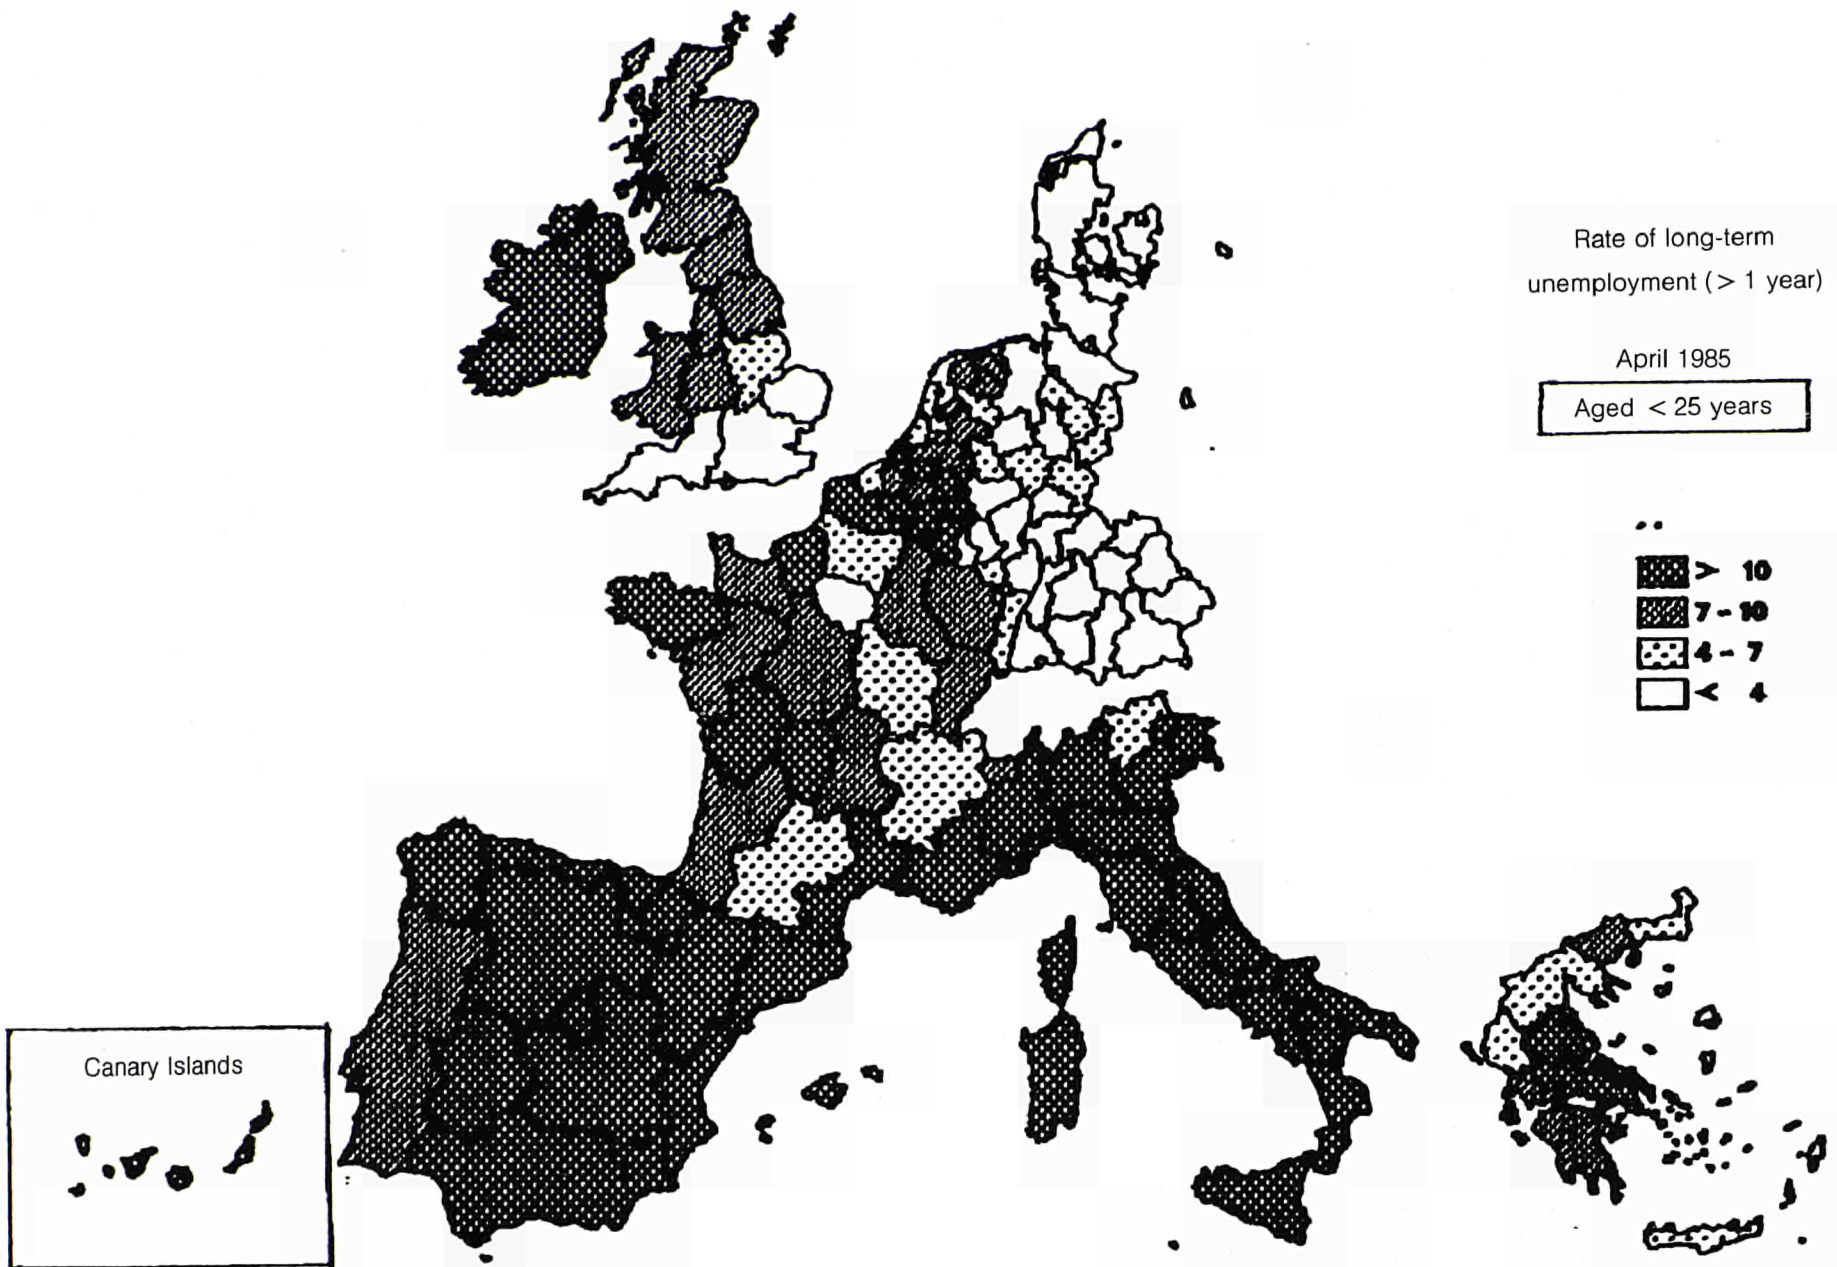 Rate of long-term
unemployment (> 1 year)
April 1985
Aged < 25 years
> 10
7 - 10
4 - 7
< 4
Canary Islands